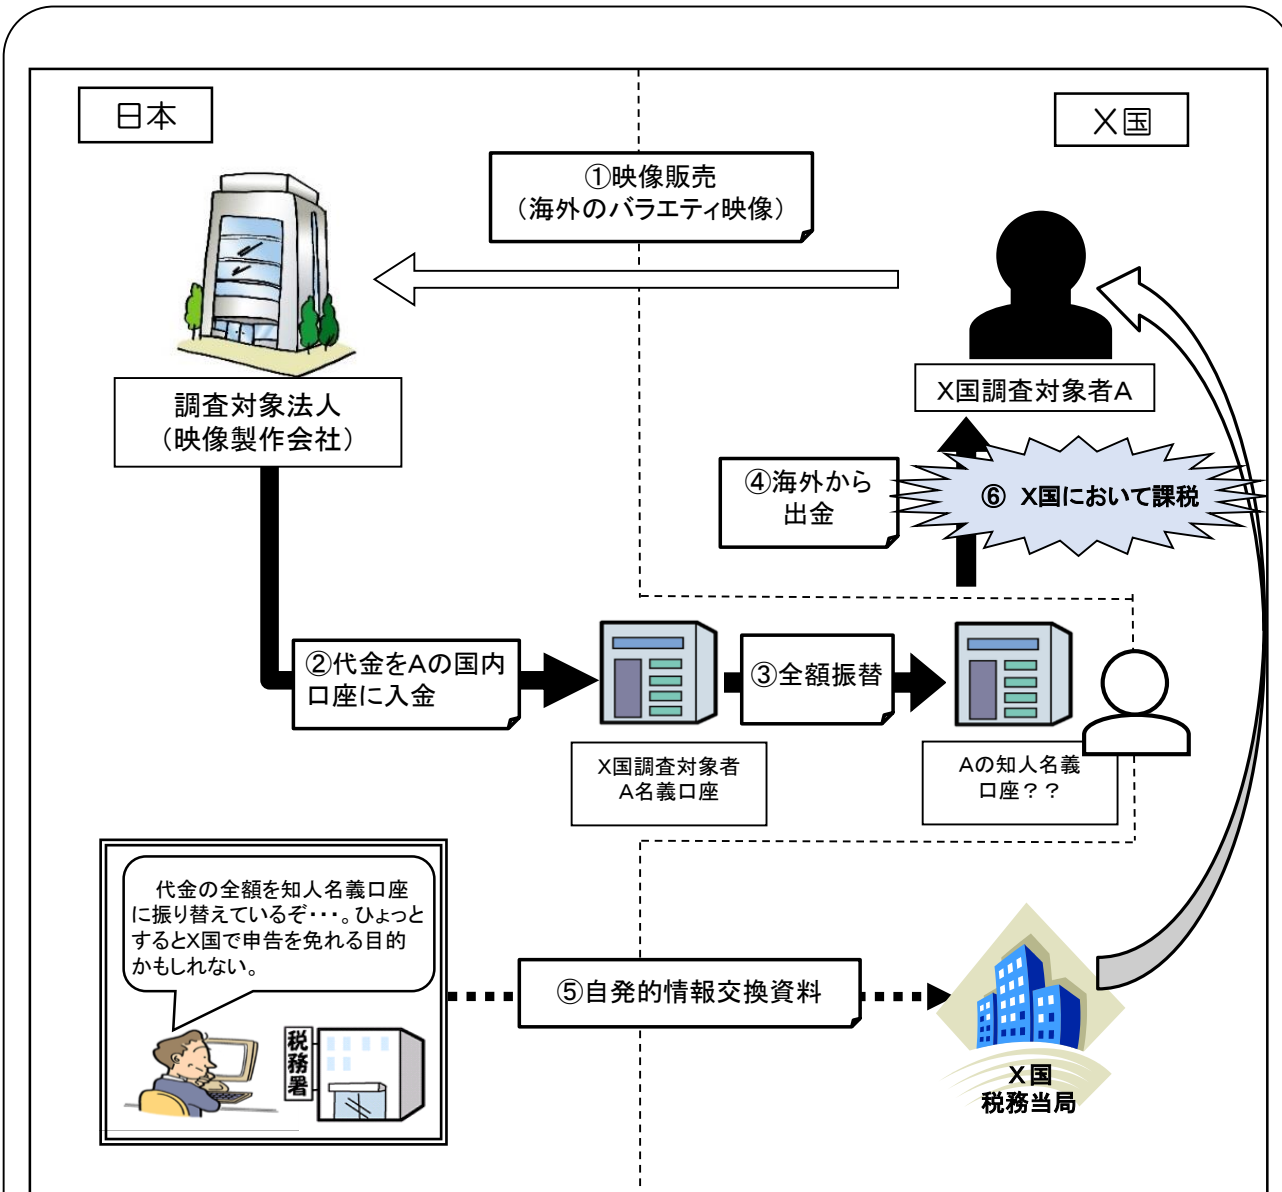 日本
X国
①映像販売
（海外のバラエティ映像）
調査対象法人
（映像製作会社）
X国調査対象者A
④海外から
出金
⑥ X国において課税
②代金をAの国内
口座に入金
③全額振替
X国調査対象者
A名義口座
Aの知人名義
口座？？
代金の全額を知人名義口座
に振り替えているぞ・・・。ひょっと
するとX国で申告を免れる目的
かもしれない。
⑤自発的情報交換資料
税務署
X国
税務当局